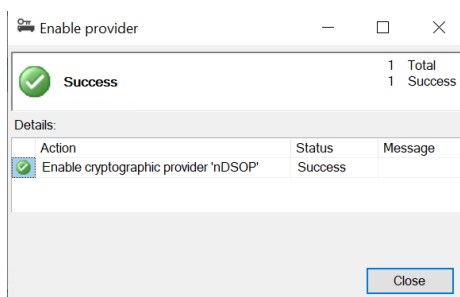 Enable provider
Success
1 Total
1 Success
Details:
Action Status Message
Enable cryptographic provider 'nDSOP' Success
Close